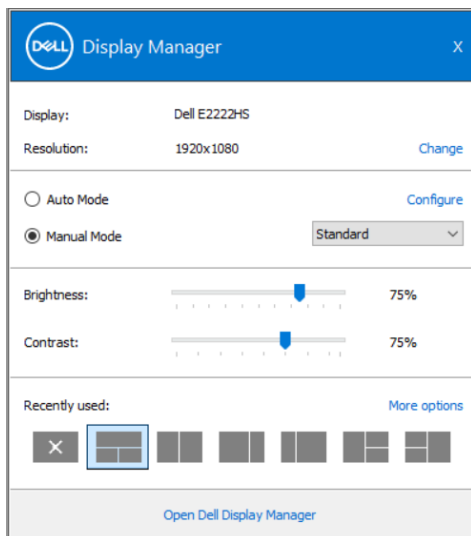 DELL Display Manager X
Display: Dell E2222HS
Resolution: 1920x1080 Change
Auto Mode Configure
Manual Mode Standard
Brightness: 75%
Contrast: 75%
Recently used: More options
Open Dell Display Manager